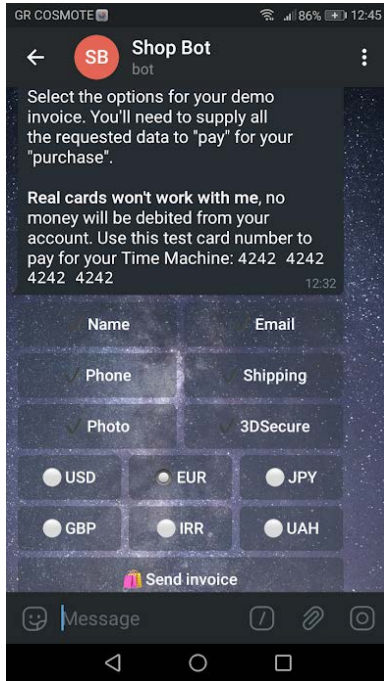 GR COSMOTE
86% 12:45
SB Shop Bot
bot
Select the options for your demo
invoice. You'll need to supply all
the requested data to "pay" for your
"purchase".
Real cards won't work with me, no
money will be debited from your
account. Use this test card number to
pay for your Time Machine: 4242 4242
4242 4242
12:32
Name Email
Phone Shipping
Photo 3DSecure
USD EUR JPY
GBP IRR UAH
Send invoice
Message